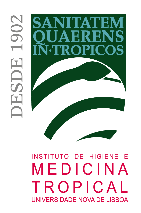 DESDE 1902
SANITATEM
QUAERENS
IN·TROPICOS
INSTITUTO DE HIGIENE E
MEDICINA
TROPICAL
UNIVERSIDADE NOVA DE LISBOA